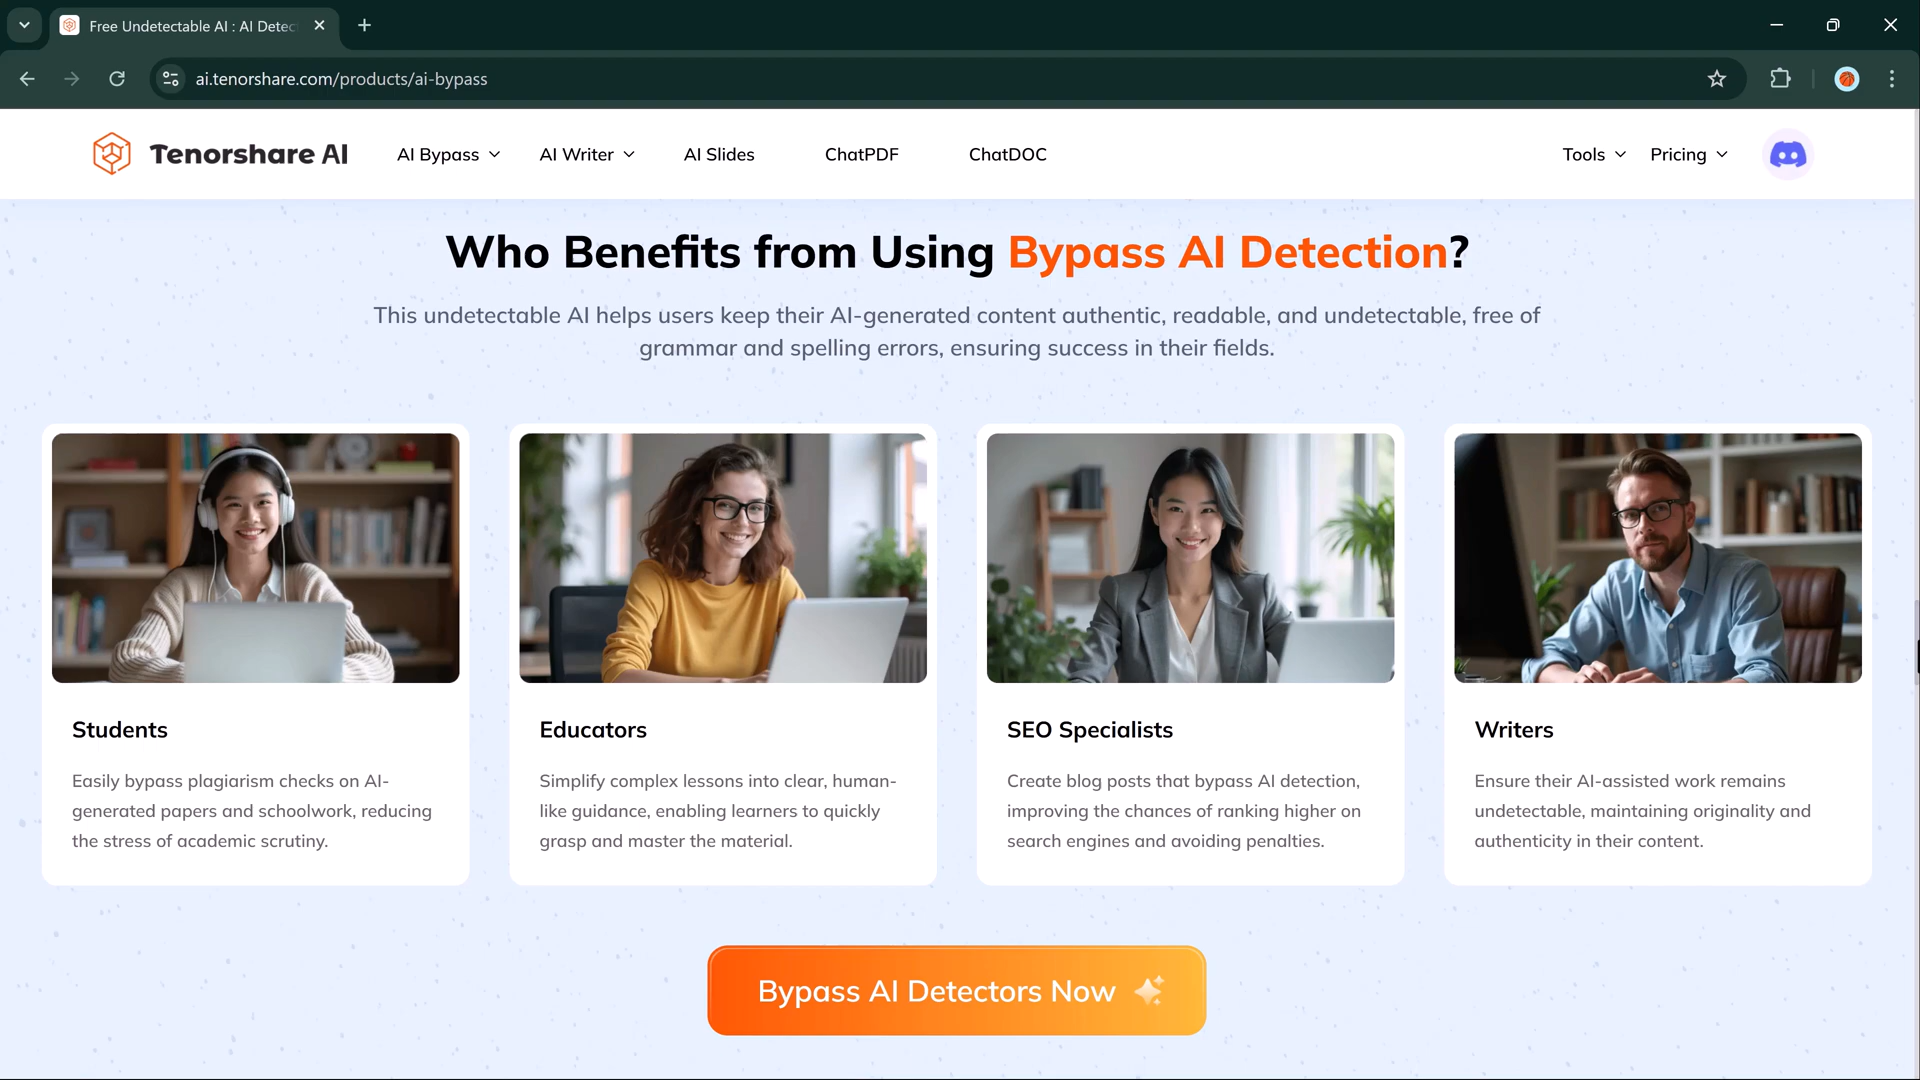 Free Undetectable AI : AI Detec
ai.tenorshare.com/products/ai-bypass
Tenorshare AI
AI Bypass
AI Writer
AI Slides
ChatPDF
ChatDOC
Tools
Pricing
Who Benefits from Using Bypass AI Detection?
This undetectable AI helps users keep their AI-generated content authentic, readable, and undetectable, free of
grammar and spelling errors, ensuring success in their fields.
Students
Easily bypass plagiarism checks on AI-
generated papers and schoolwork, reducing
the stress of academic scrutiny.
Educators
Simplify complex lessons into clear, human-
like guidance, enabling learners to quickly
grasp and master the material.
SEO Specialists
Create blog posts that bypass AI detection,
improving the chances of ranking higher on
search engines and avoiding penalties.
Writers
Ensure their AI-assisted work remains
undetectable, maintaining originality and
authenticity in their content.
Bypass AI Detectors Now